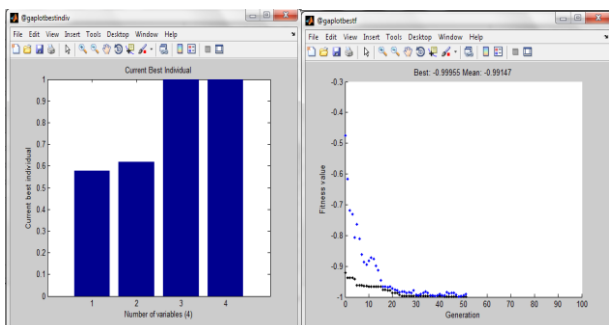 @gaplotbestindiv
File Edit View Insert Tools Desktop Window Help
Current Best Individual
1
0.9
0.8
0.7
0.6
0.5
0.4
0.3
0.2
0.1
0
Current best individual
1 2 3 4
Number of variables (4)
@gaplotbestf
File Edit View Insert Tools Desktop Window Help
Best: -0.99955 Mean: -0.99147
-0.3
-0.4
-0.5
-0.6
-0.7
-0.8
-0.9
-1
Fitness value
0 10 20 30 40 50 60 70 80 90 100
Generation